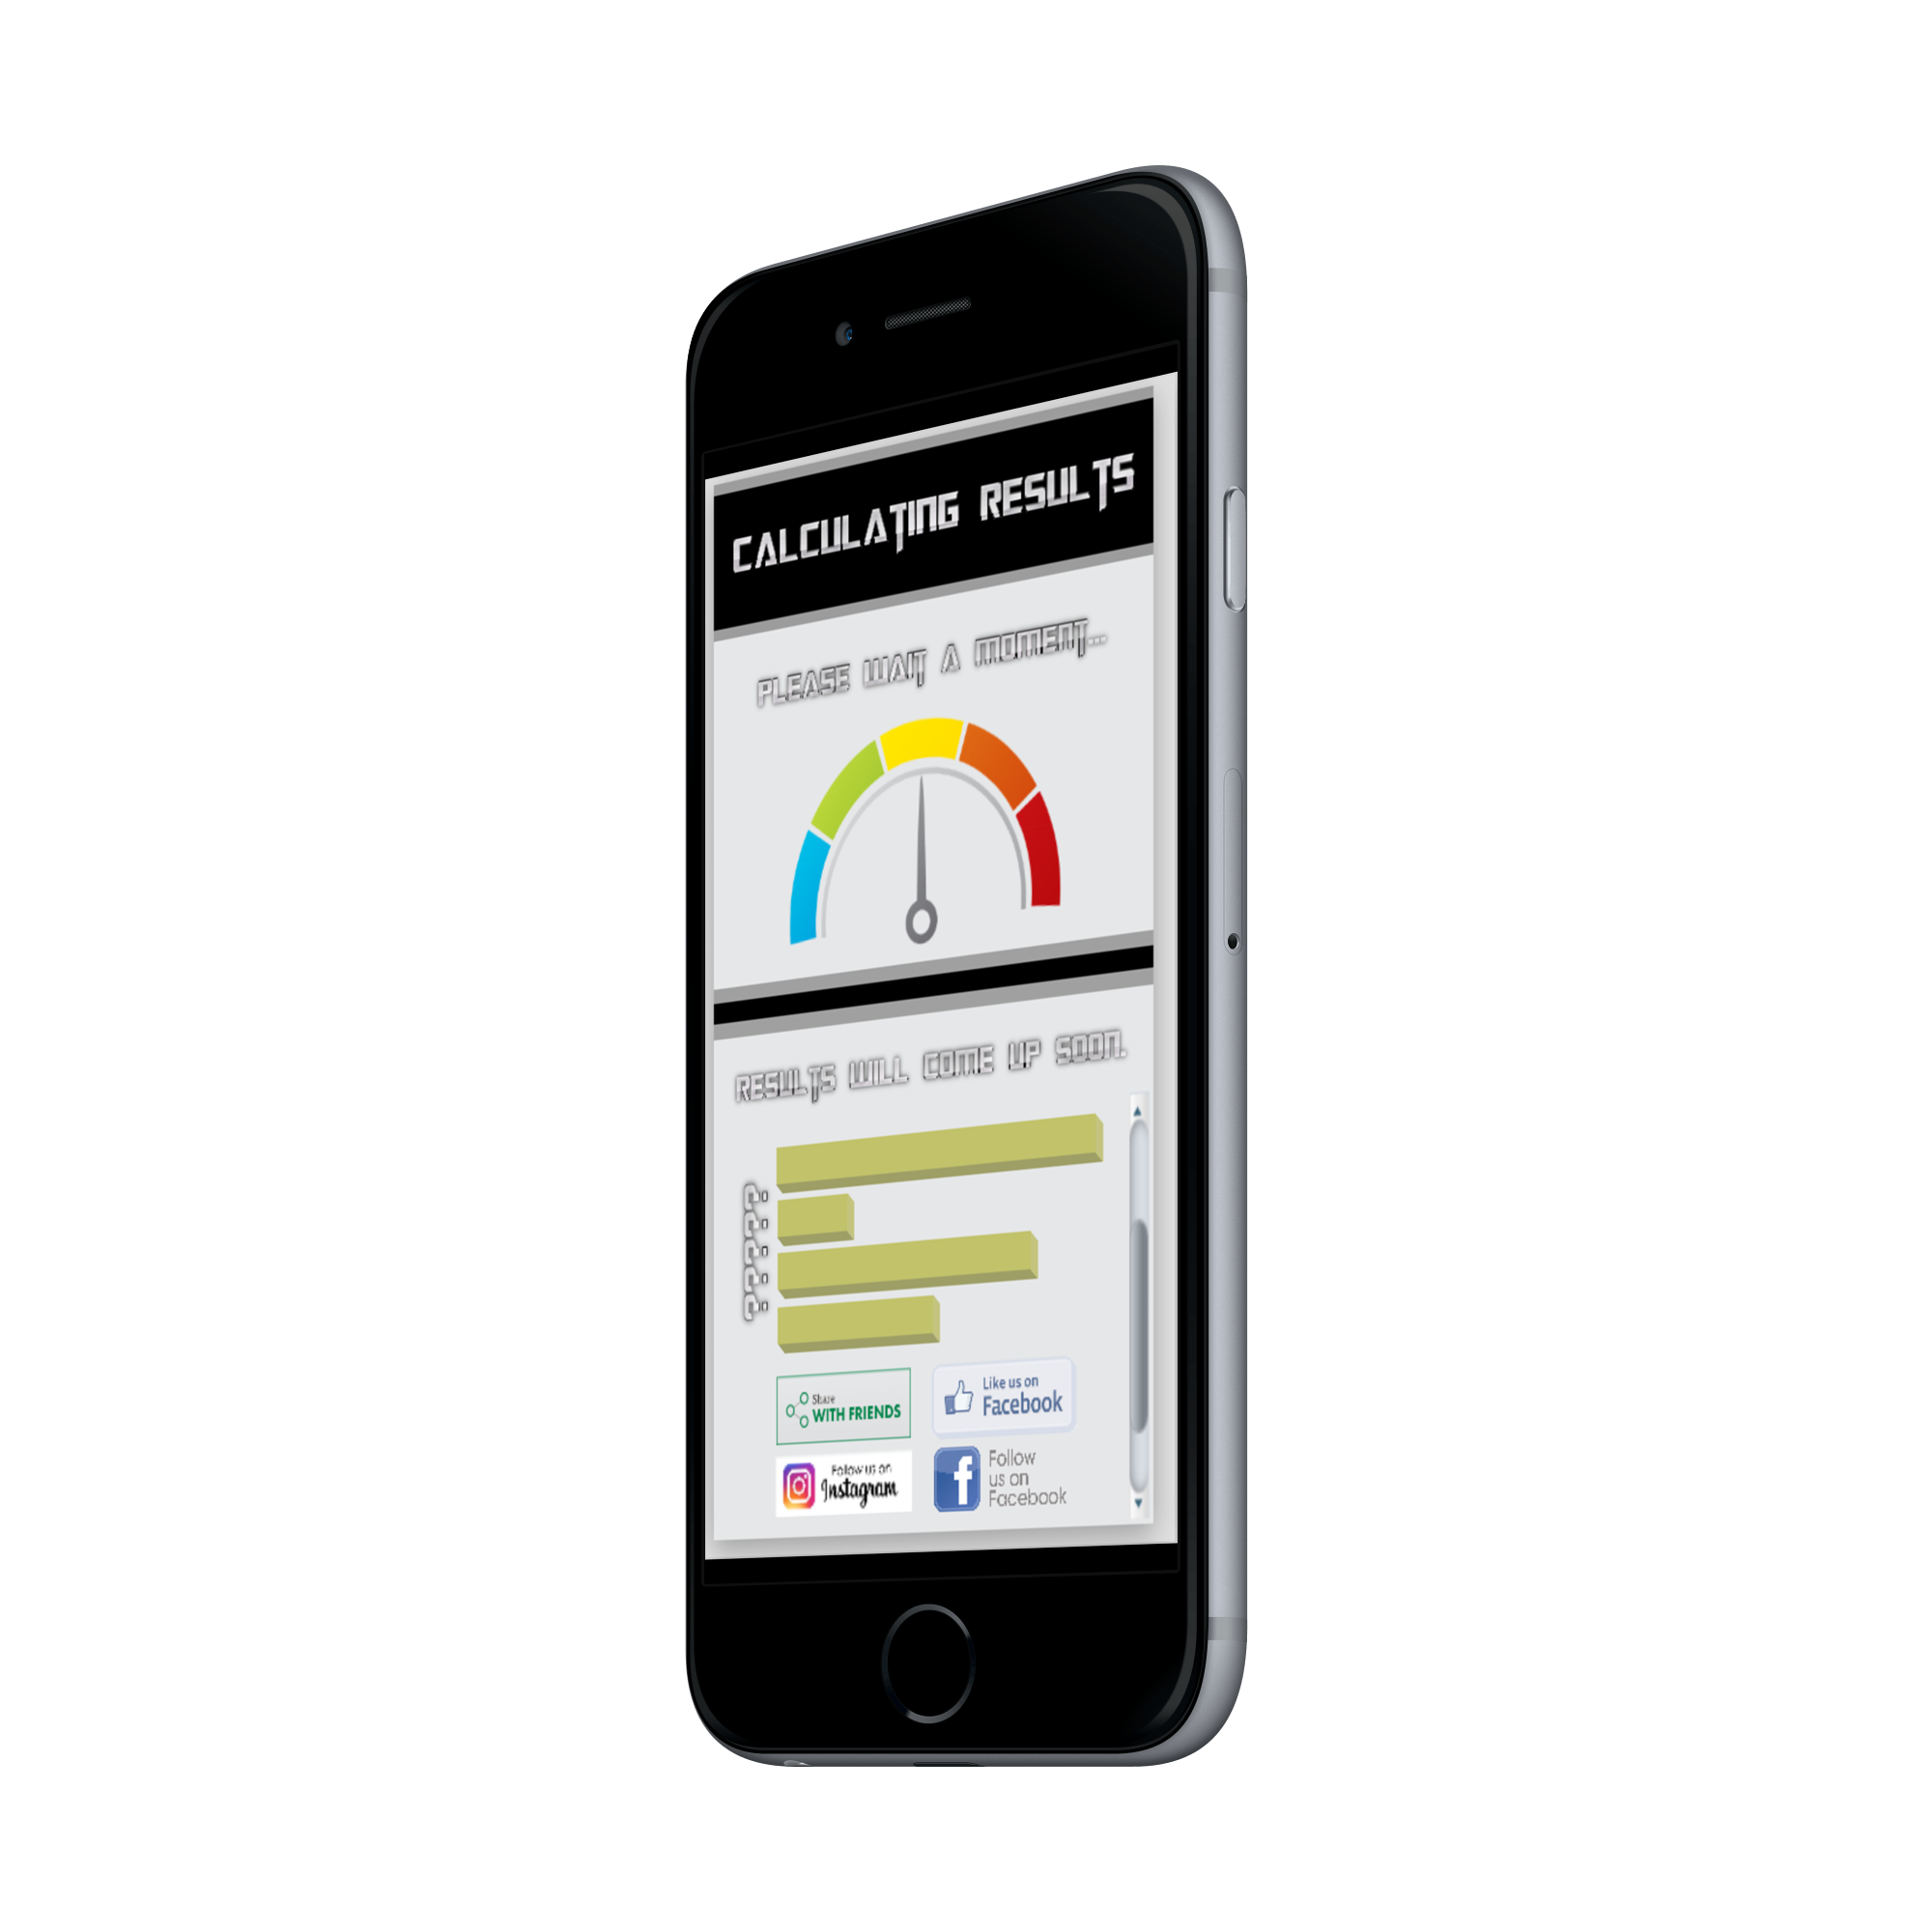 CALCULATING RESULTS
PLEASE WAIT A MOMENT...
RESULTS WILL COME UP SOON.
?????
Share
WITH FRIENDS
Like us on
Facebook
Follow us on
Instagram
f
Follow
us on
Facebook